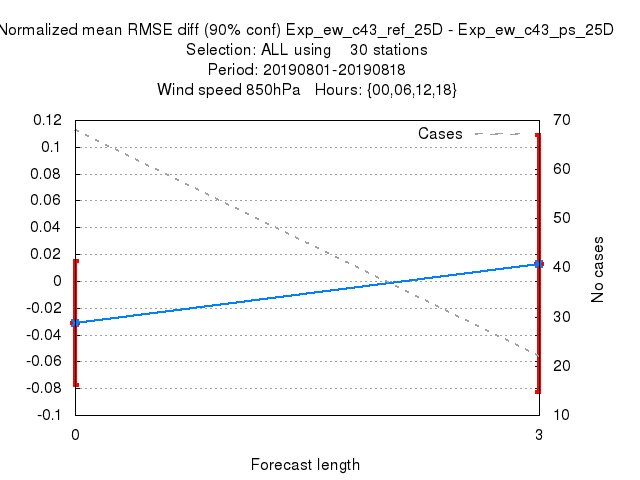 Normalized mean RMSE diff (90% conf) Exp_ew_c43_ref_25D - Exp_ew_c43_ps_25D
Selection: ALL using    30 stations
Period: 20190801-20190818
Wind speed 850hPa   Hours: {00,06,12,18}
Cases
0.12
0.1
0.08
0.06
0.04
0.02
0
-0.02
-0.04
-0.06
-0.08
-0.1
70
60
50
40
30
20
10
No cases
0 3
Forecast length